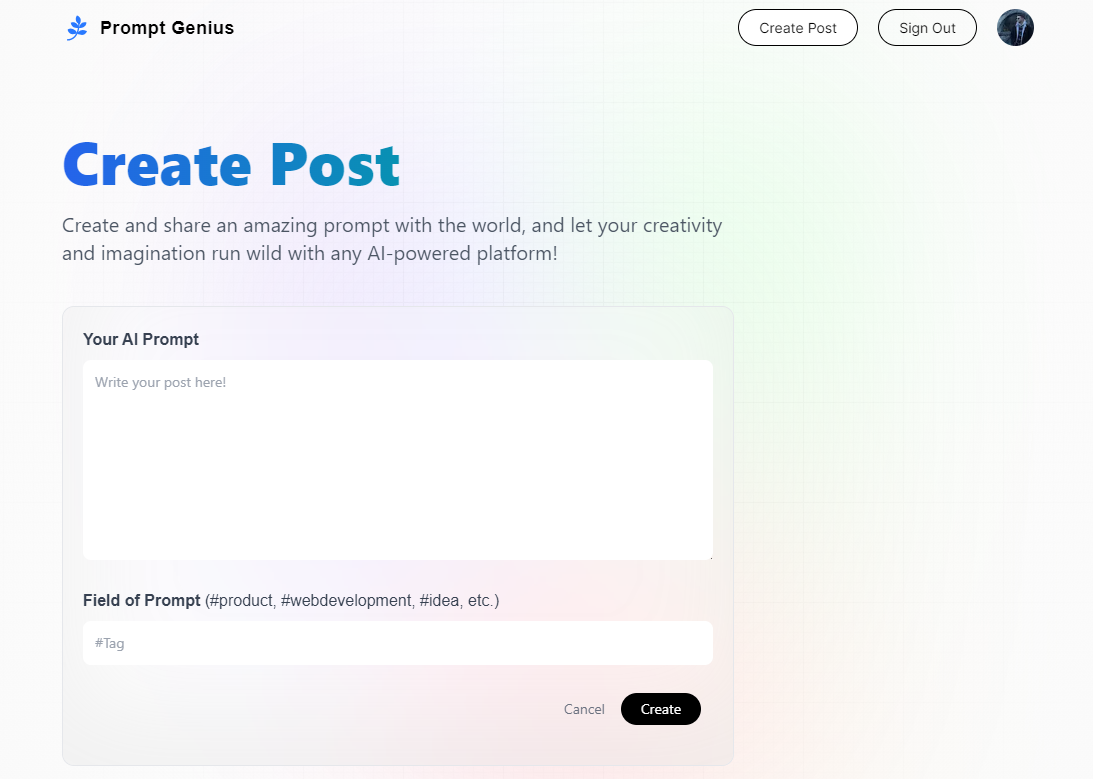 Prompt Genius
Create Post
Sign Out
Create Post
Create and share an amazing prompt with the world, and let your creativity
and imagination run wild with any AI-powered platform!
Your AI Prompt
Write your post here!
Field of Prompt (#product, #webdevelopment, #idea, etc.)
#Tag
Cancel
Create